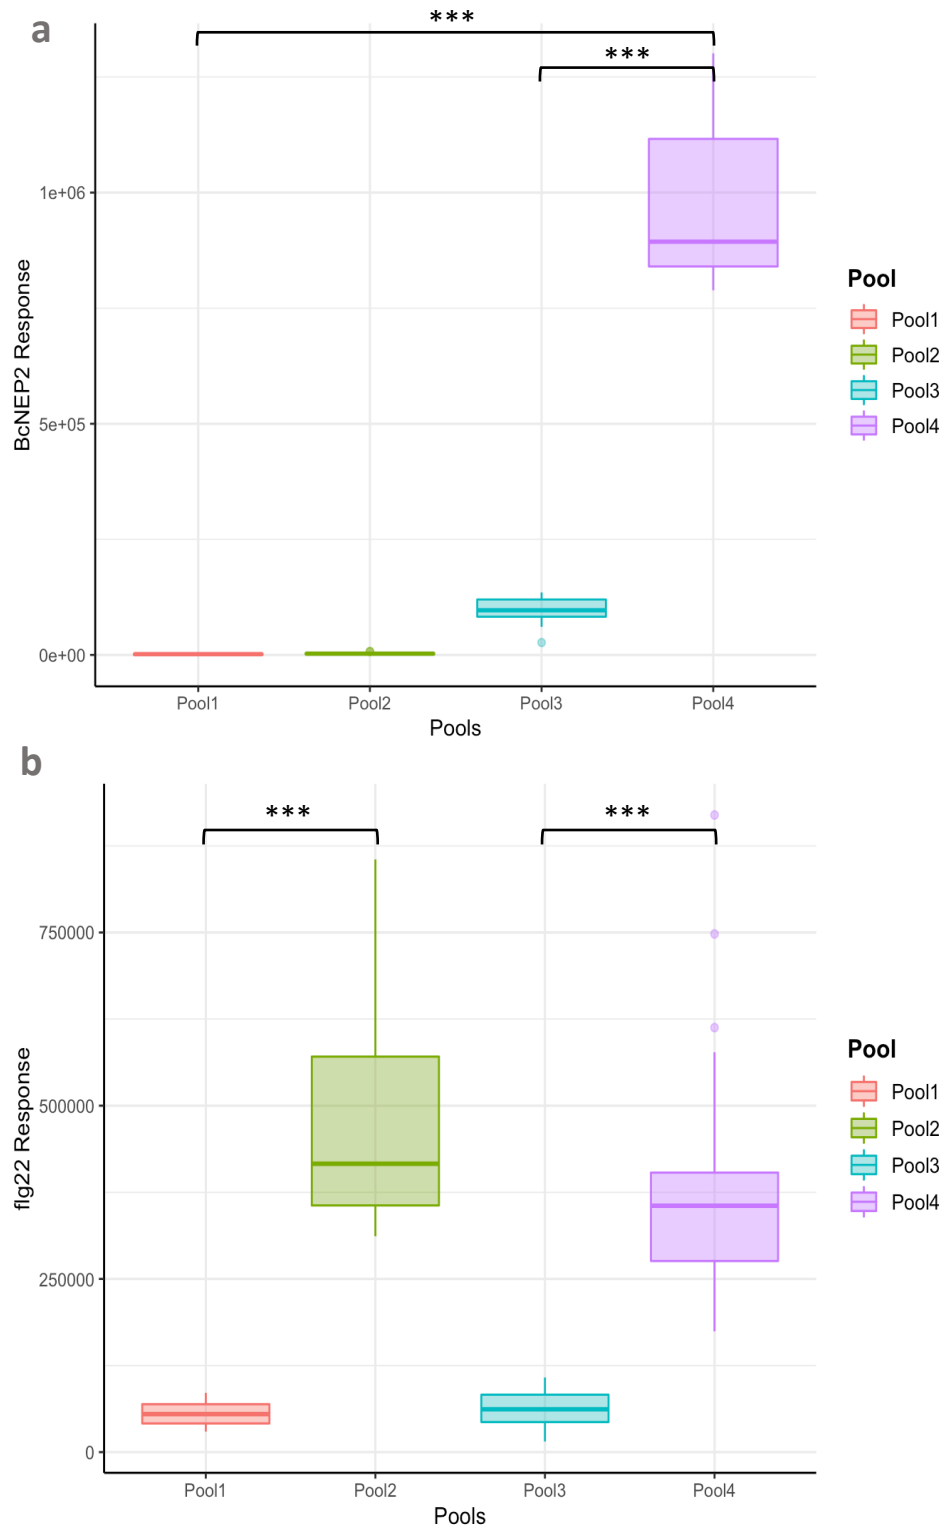 a
***
***
1e+06
5e+05
0e+00
BcNEP2 Response
Pool1 Pool2 Pool3 Pool4
Pools
Pool
Pool1
Pool2
Pool3
Pool4
b
***
***
750000
500000
250000
0
flg22 Response
Pool1 Pool2 Pool3 Pool4
Pools
Pool
Pool1
Pool2
Pool3
Pool4